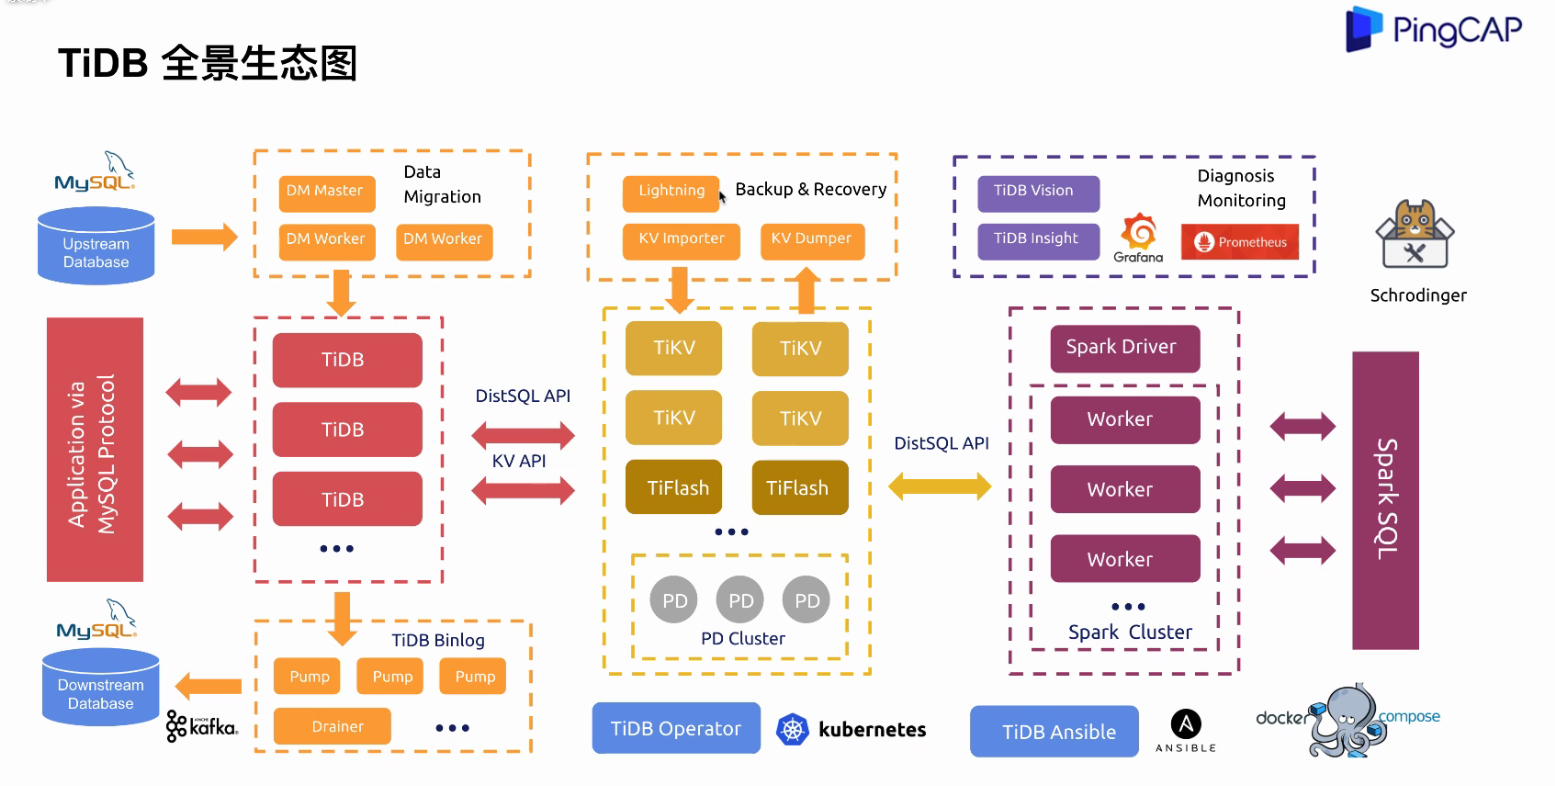 TiDB 全景生态图
PingCAP
MySQL
Upstream
Database
DM Master
Data
Migration
DM Worker
DM Worker
Lightning
Backup & Recovery
KV Importer
KV Dumper
TiDB Vision
TiDB Insight
Diagnosis
Monitoring
Grafana
Prometheus
Schrodinger
Application via
MySQL Protocol
TiDB
TiDB
TiDB
...
DistSQL API
KV API
TiKV
TiKV
TiKV
TiKV
TiFlash
TiFlash
...
PD
PD
PD
PD Cluster
DistSQL API
Spark Driver
Worker
Worker
Worker
...
Spark Cluster
Spark SQL
MySQL
Downstream
Database
kafka
TiDB Binlog
Pump
Pump
Pump
Drainer
...
TiDB Operator
kubernetes
TiDB Ansible
ANSIBLE
docker
compose